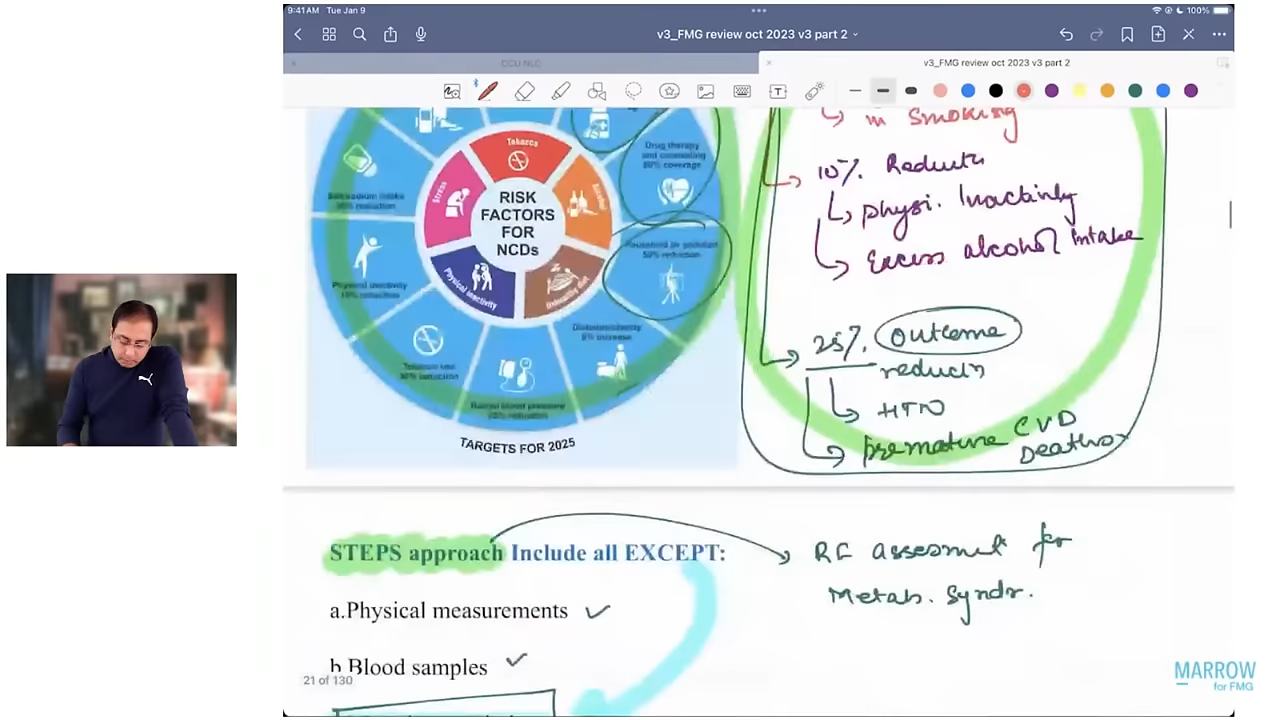 9:41AM Tue Jan 9
100%
v3_FMG review oct 2023 v3 part 2
CCU NLC
v3_FMG review oct 2023 v3 part 2
in smoking
Drug therapy
and counseling
50% coverage
Tobacco
Stress
Alcohol
RISK
FACTORS
FOR
NCDs
Physical inactivity
Unhealthy diet
Salt/sodium intake
30% reduction
Household air pollution
50% reduction
Physical inactivity
10% reduction
Tobacco use
30% reduction
Raised blood pressure
25% reduction
Diabetes/obesity
0% increase
TARGETS FOR 2025
10% Reductn
physi. Inactivity
Excess alcohol Intake
25% outcome
reductn
HTN
premature CVD
Deaths
STEPS approach Include all EXCEPT:
RF assesment for
Metab. Syndr.
a.Physical measurements
b.Blood samples
21 of 130
MARROW
for FMG